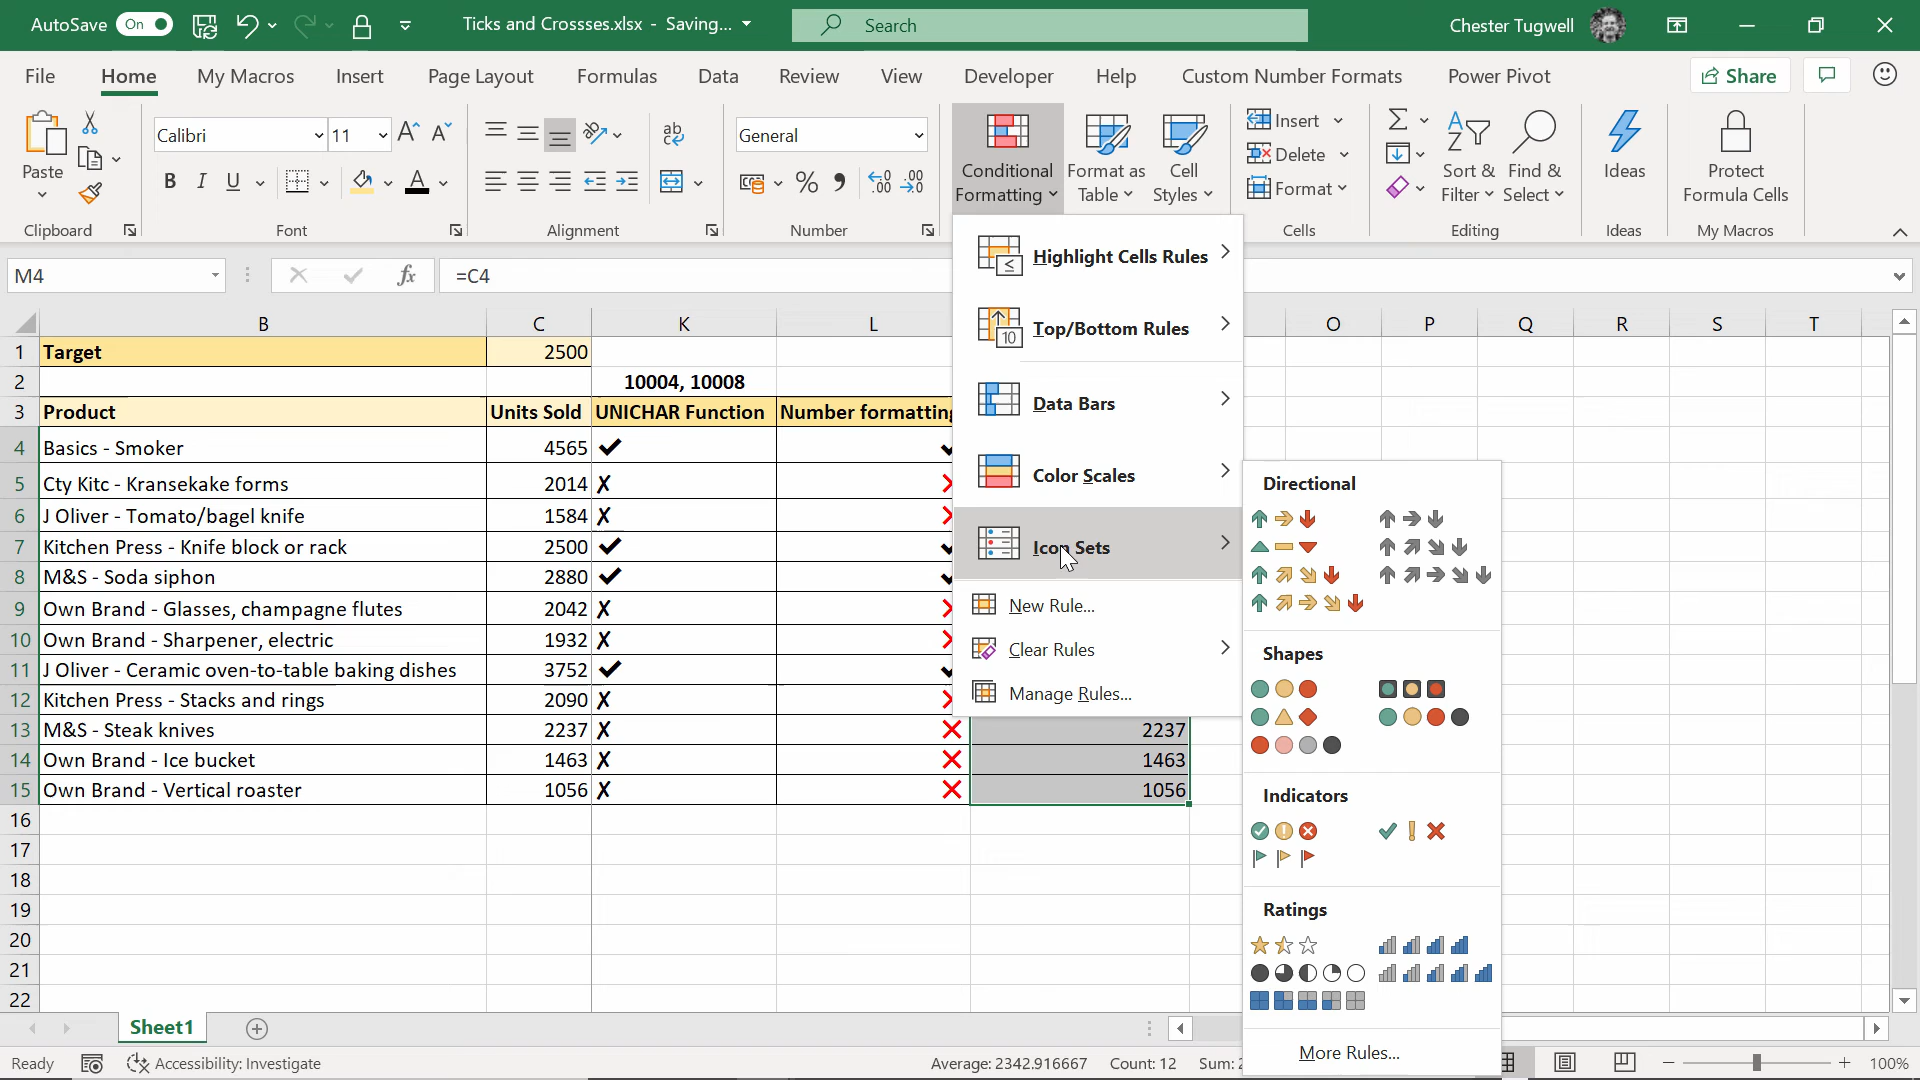 AutoSave On Ticks and Crossses.xlsx - Saving... Search Chester Tugwell
File Home My Macros Insert Page Layout Formulas Data Review View Developer Help Custom Number Formats Power Pivot Share
Paste
Calibri 11
B I U A
ab
General
% 9
Conditional Formatting
Format as Table
Cell Styles
Insert
Delete
Format
Sort & Filter
Find & Select
Ideas
Protect Formula Cells
Clipboard Font Alignment Number Cells Editing Ideas My Macros
M4 fx =C4
B C K L O P Q R S T
1 Target 2500
2 10004, 10008
3 Product Units Sold UNICHAR Function Number formatting
4 Basics - Smoker 4565 ✔ ✔
5 Cty Kitc - Kransekake forms 2014 ✗ ✕
6 J Oliver - Tomato/bagel knife 1584 ✗ ✕
7 Kitchen Press - Knife block or rack 2500 ✔ ✔
8 M&S - Soda siphon 2880 ✔ ✔
9 Own Brand - Glasses, champagne flutes 2042 ✗ ✕
10 Own Brand - Sharpener, electric 1932 ✗ ✕
11 J Oliver - Ceramic oven-to-table baking dishes 3752 ✔ ✔
12 Kitchen Press - Stacks and rings 2090 ✗ ✕
13 M&S - Steak knives 2237 ✗ ✕ 2237
14 Own Brand - Ice bucket 1463 ✗ ✕ 1463
15 Own Brand - Vertical roaster 1056 ✗ ✕ 1056
16
17
18
19
20
21
22
Highlight Cells Rules
Top/Bottom Rules
Data Bars
Color Scales
Icon Sets
New Rule...
Clear Rules
Manage Rules...
Directional
Shapes
Indicators
Ratings
More Rules...
Sheet1
Ready Accessibility: Investigate Average: 2342.916667 Count: 12 Sum: 100%